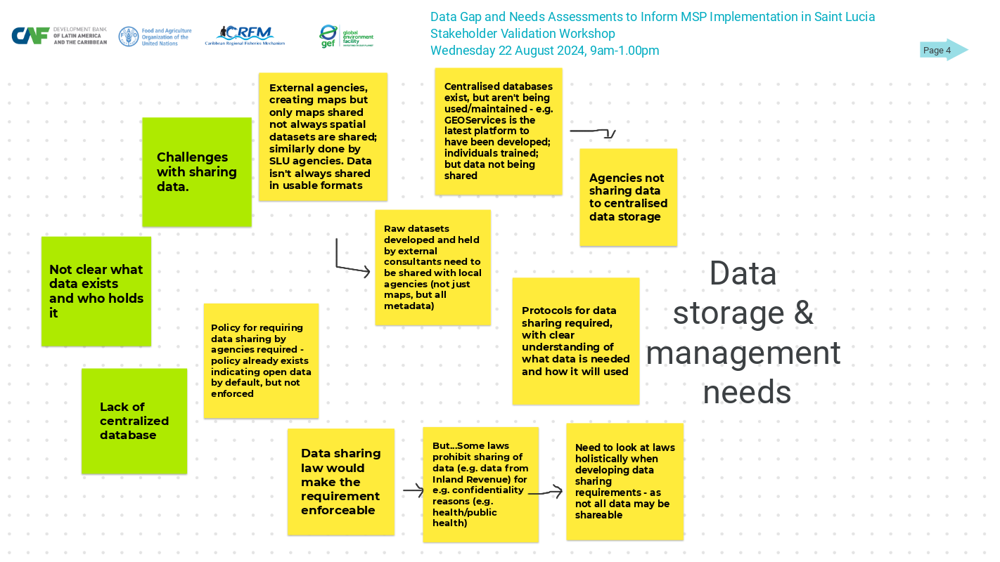 CAF
DEVELOPMENT BANK
OF LATIN AMERICA
AND THE CARIBBEAN
Food and Agriculture
Organization of the
United Nations
CRFM
Caribbean Regional Fisheries Mechanism
gef
global
environment
facility
INVESTING IN OUR PLANET
Data Gap and Needs Assessments to Inform MSP Implementation in Saint Lucia
Stakeholder Validation Workshop
Wednesday 22 August 2024, 9am-1.00pm
Page 4
Challenges
with sharing
data.
External agencies,
creating maps but
only maps shared
not always spatial
datasets are shared;
similarly done by
SLU agencies. Data
isn't always shared
in usable formats
Centralised databases
exist, but aren't being
used/maintained - e.g.
GEOServices is the
latest platform to
have been developed;
individuals trained;
but data not being
shared
Agencies not
sharing data
to centralised
data storage
Raw datasets
developed and held
by external
consultants need to
be shared with local
agencies (not just
maps, but all
metadata)
Not clear what
data exists
and who holds
it
Policy for requiring
data sharing by
agencies required -
policy already exists
indicating open data
by default, but not
enforced
Protocols for data
sharing required,
with clear
understanding of
what data is needed
and how it will used
Data
storage &
management
needs
Lack of
centralized
database
Data sharing
law would
make the
requirement
enforceable
But...Some laws
prohibit sharing of
data (e.g. data from
Inland Revenue) for
e.g. confidentiality
reasons (e.g.
health/public
health)
Need to look at laws
holistically when
developing data
sharing
requirements - as
not all data may be
shareable